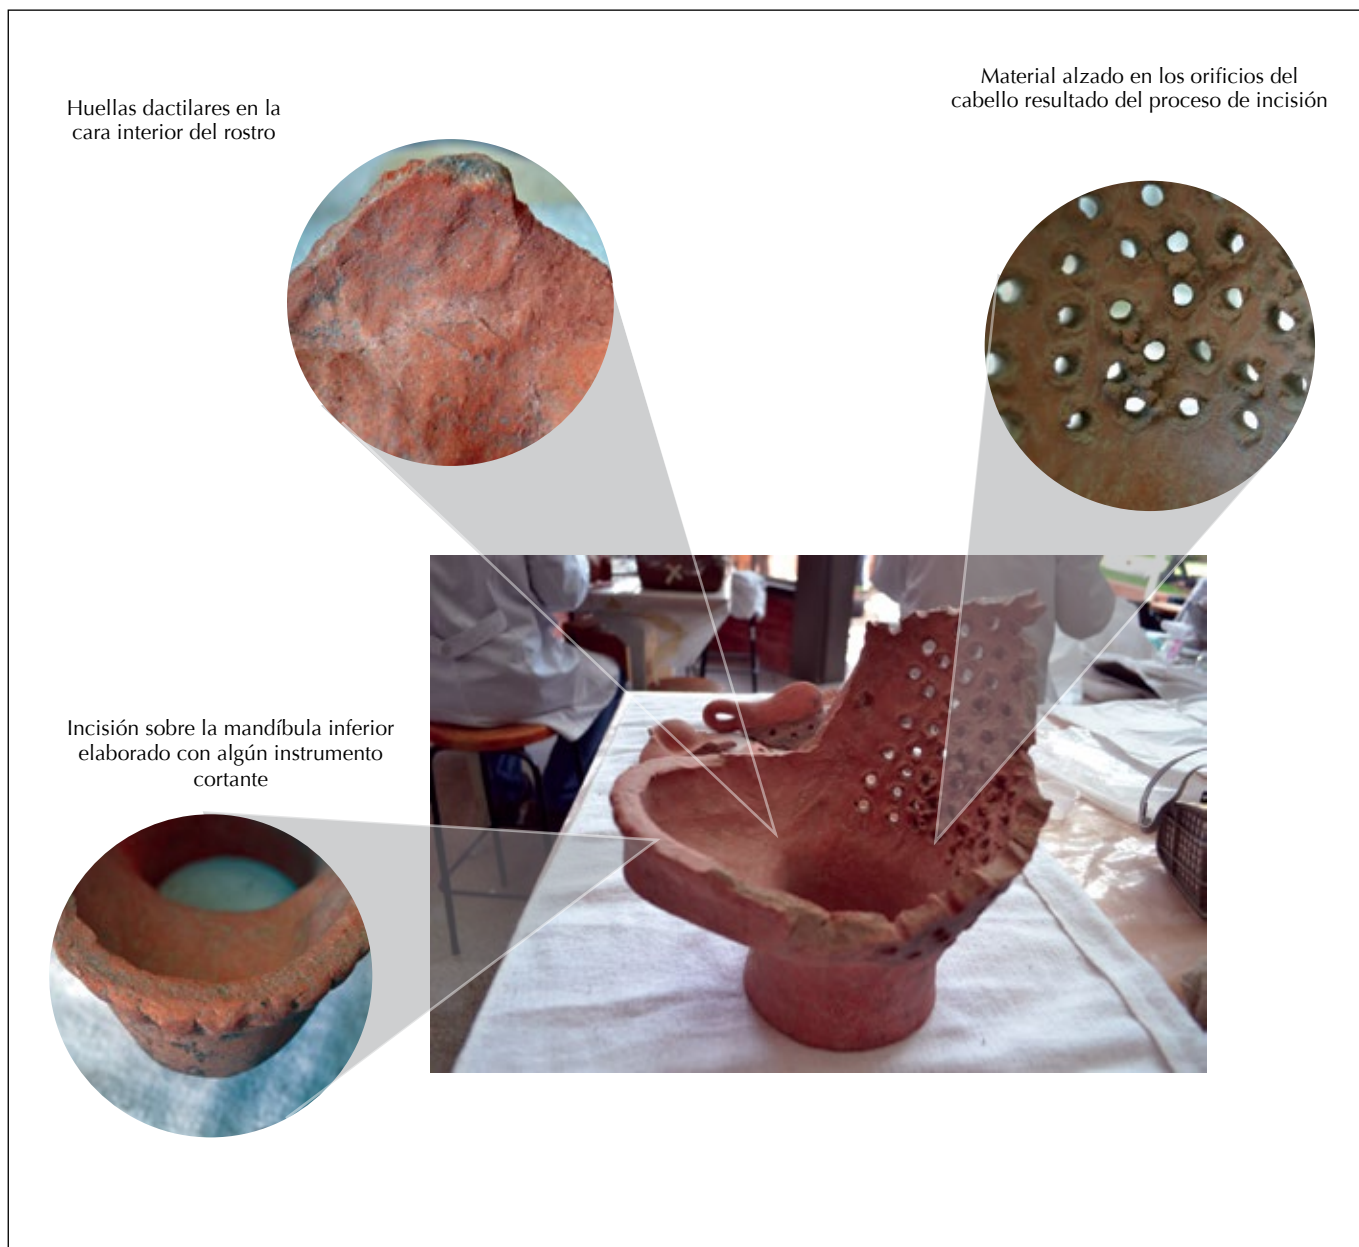 Huellas dactilares en la
cara interior del rostro
Material alzado en los orificios del
cabello resultado del proceso de incisión
Incisión sobre la mandíbula inferior
elaborado con algún instrumento
cortante